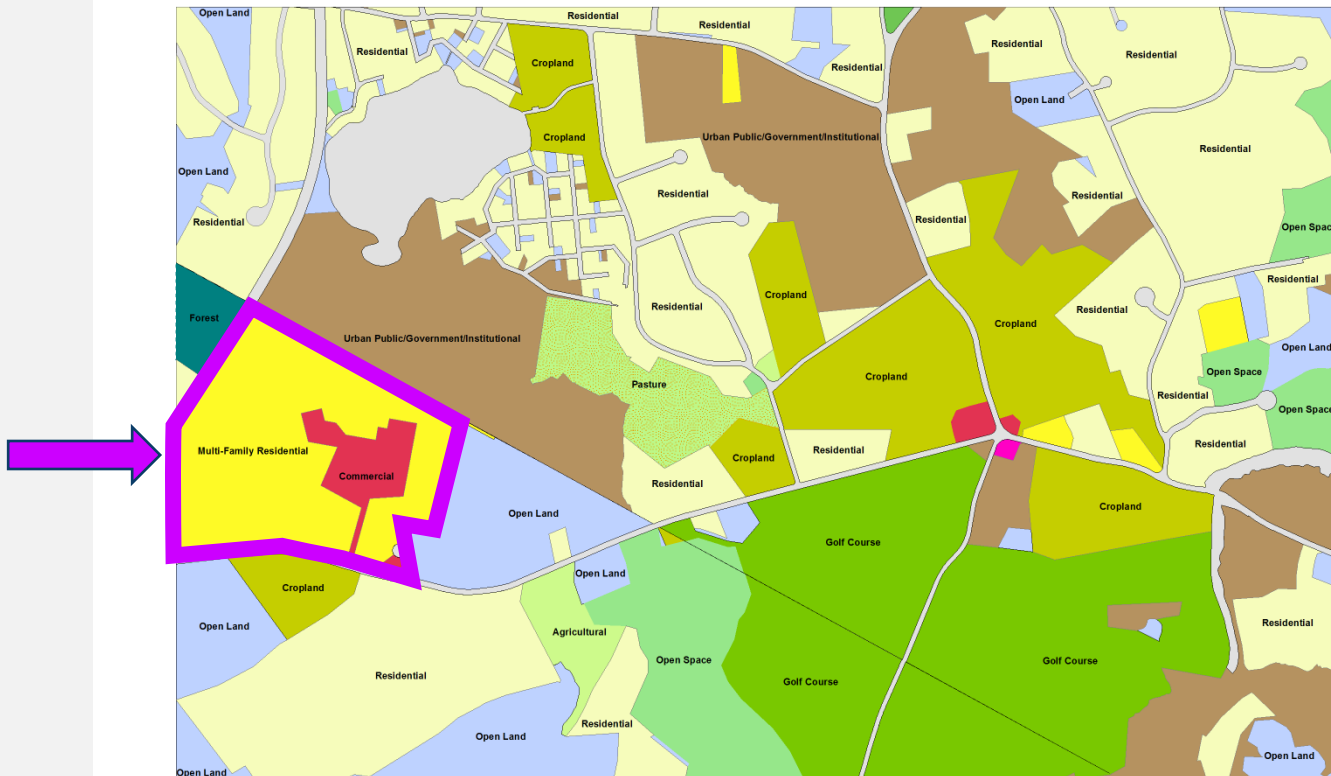 Open Land
Residential
Residential
Residential
Residential
Residential
Cropland
Open Land
Cropland
Urban Public/Government/Institutional
Residential
Open Land
Residential
Residential
Residential
Residential
Open Space
Residential
Cropland
Residential
Forest
Residential
Cropland
Residential
Urban Public/Government/Institutional
Open Land
Open Space
Cropland
Pasture
Residential
Open Space
Residential
Multi-Family Residential
Residential
Cropland
Commercial
Residential
Cropland
Open Land
Golf Course
Open Land
Cropland
Residential
Open Land
Agricultural
Open Space
Golf Course
Residential
Golf Course
Residential
Open Land
Open Land
Open Land